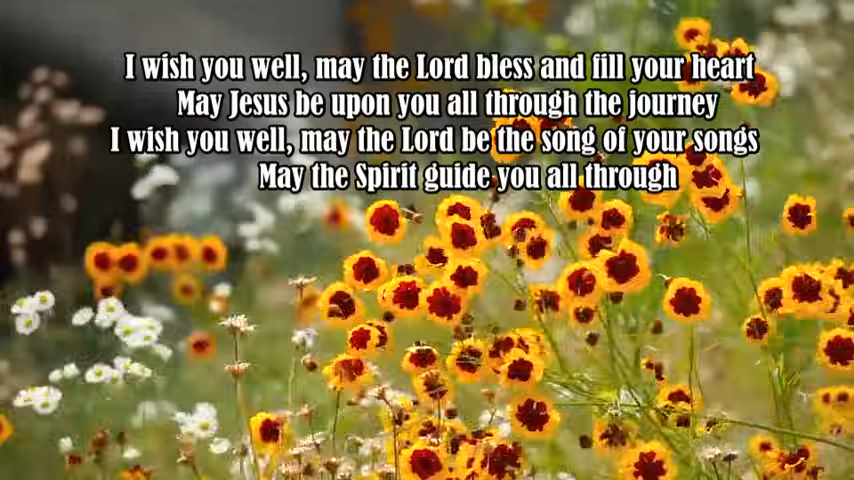 I wish you well, may the Lord bless and fill your heart
May Jesus be upon you all through the journey
I wish you well, may the Lord be the song of your songs
May the Spirit guide you all through